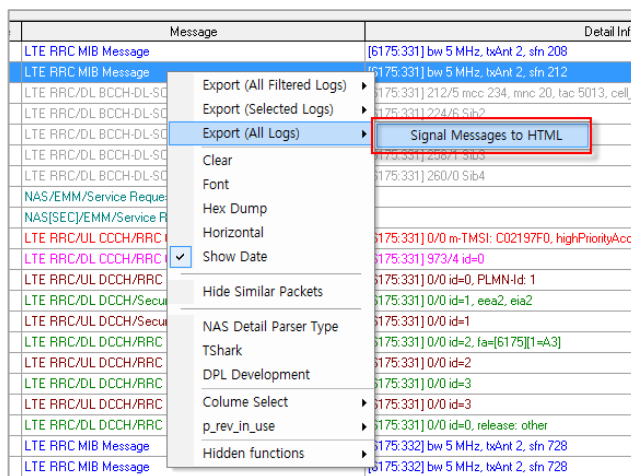 Message Detail Inf
LTE RRC MIB Message [6175:331] bw 5 MHz, txAnt 2, sfn 208
LTE RRC MIB Message [6175:331] bw 5 MHz, txAnt 2, sfn 212
LTE RRC/DL BCCH-DL-SC 6175:331] 212/5 mcc 234, mnc 20, tac 5013, cell_
LTE RRC/DL BCCH-DL-SC 6175:331] 224/6 Sib2
LTE RRC/DL BCCH-DL-SC
LTE RRC/DL BCCH-DL-SC 6175:331] 258/1 Sib3
LTE RRC/DL BCCH-DL-SC 6175:331] 260/0 Sib4
NAS/EMM/Service Reque
NAS[SEC]/EMM/Service R
LTE RRC/UL CCCH/RRC 6175:331] 0/0 m-TMSI: C02197F0, highPriorityAcc
LTE RRC/DL CCCH/RRC 6175:331] 973/4 id=0
LTE RRC/UL DCCH/RRC 6175:331] 0/0 id=0, PLMN-Id: 1
LTE RRC/DL DCCH/Secur 6175:331] 0/0 id=1, eea2, eia2
LTE RRC/UL DCCH/Secur 6175:331] 0/0 id=1
LTE RRC/DL DCCH/RRC 6175:331] 0/0 id=2, fa=[6175][1=A3]
LTE RRC/UL DCCH/RRC 6175:331] 0/0 id=2
LTE RRC/DL DCCH/RRC 6175:331] 0/0 id=3
LTE RRC/UL DCCH/RRC 6175:331] 0/0 id=3
LTE RRC/DL DCCH/RRC 6175:331] 0/0 id=0, release: other
LTE RRC MIB Message 6175:332] bw 5 MHz, txAnt 2, sfn 728
LTE RRC MIB Message [6175:332] bw 5 MHz, txAnt 2, sfn 728
Export (All Filtered Logs)
Export (Selected Logs)
Export (All Logs)
Signal Messages to HTML
Clear
Font
Hex Dump
Horizontal
Show Date
Hide Similar Packets
NAS Detail Parser Type
TShark
DPL Development
Colume Select
p_rev_in_use
Hidden functions